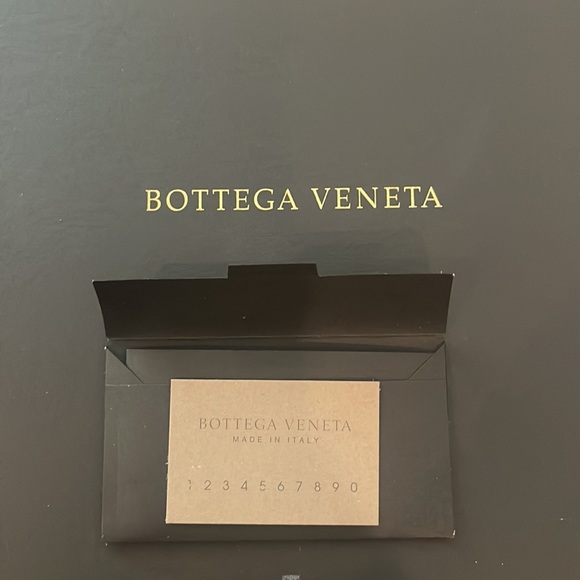 BOTTEGA VENETA
BOTTEGA VENETA
MADE IN ITALY
1 2 3 4 5 6 7 8 9 0